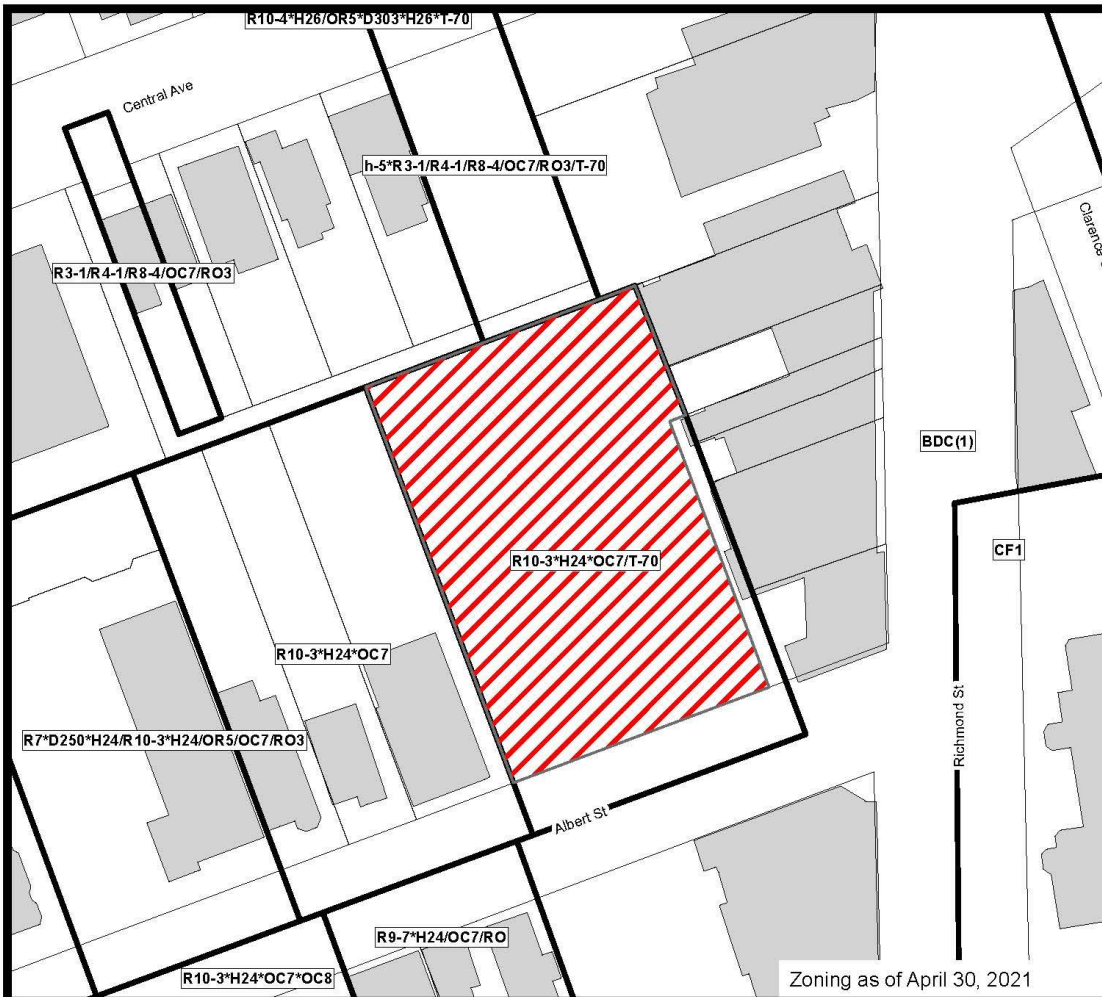 R10-4*H26/OR5*D303*H26*T-70
Central Ave
h-5*R3-1/R4-1/R8-4/OC7/RO3/T-70
Clarence
R3-1/R4-1/R8-4/OC7/RO3
BDC(1)
CF1
R10-3*H24*OC7/T-70
R10-3*H24*OC7
Richmond St
R7*D250*H24/R10-3*H24/OR5/OC7/RO3
Albert St
R9-7*H24/OC7/RO
R10-3*H24*OC7*OC8
Zoning as of April 30, 2021